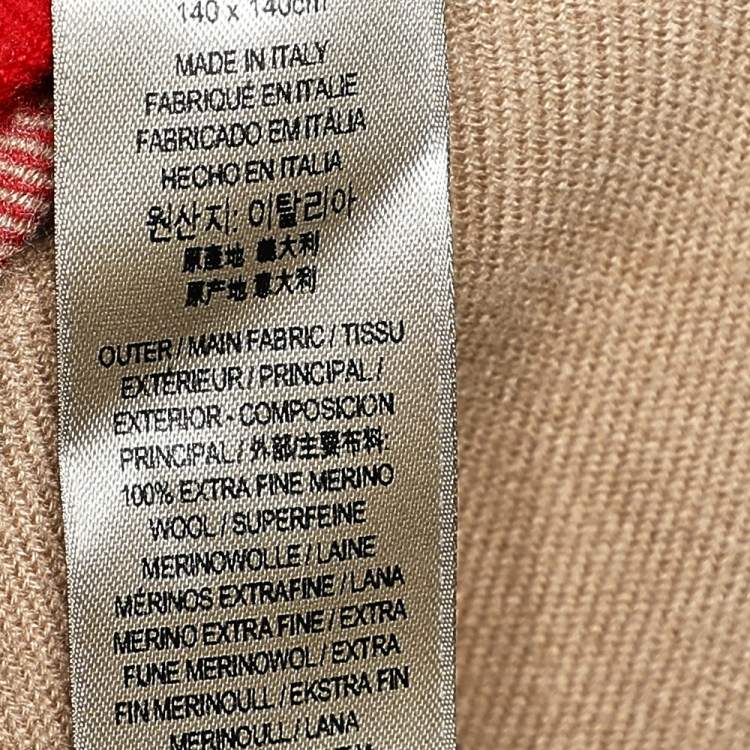 140 x 140cm
MADE IN ITALY
FABRIQUÉ EN ITALIE
FABRICADO EM ITÁLIA
HECHO EN ITALIA
원산지: 이탈리아
原產地 義大利
原产地 意大利
OUTER / MAIN FABRIC / TISSU
EXTÉRIEUR / PRINCIPAL /
EXTERIOR - COMPOSICIÓN
PRINCIPAL / 外部/主要布料:
100% EXTRA FINE MERINO
WOOL / SUPERFEINE
MERINOWOLLE / LAINE
MÉRINOS EXTRAFINE / LANA
MERINO EXTRA FINE / EXTRA
FIJNE MERINOWOL / EXTRA
FIN MERINOULL / EKSTRA FIN
MERINOULL / LANA